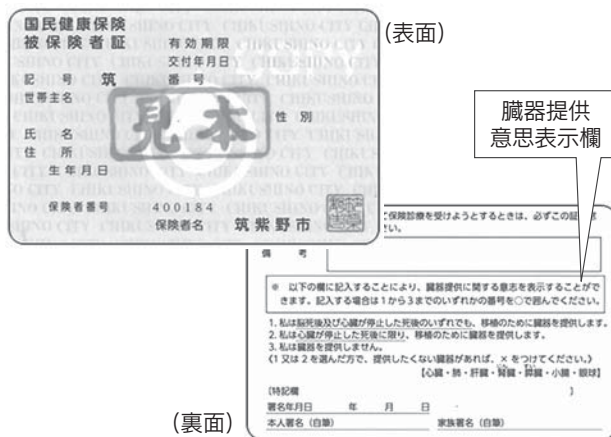 国民健康保険
被保険者証
有効期限
交付年月日
記 号 筑 番 号
世帯主名
見本
性 別
氏 名
住 所
生年月日
保険者番号 400184
保険者名 筑紫野市
(表面)
臓器提供
意思表示欄
て保険診療を受けようとするときは、必ずこの証
さい。
備 考
※ 以下の欄に記入することにより、臓器提供に関する意志を表示することがで
きます。記入する場合は1から3までのいずれかの番号を○で囲んでください。
1. 私は脳死後及び心臓が停止した死後のいずれでも、移植のために臓器を提供します。
2. 私は心臓が停止した死後に限り、移植のために臓器を提供します。
3. 私は臓器を提供しません。
《1又は2を選んだ方で、提供したくない臓器があれば、×をつけてください。》
【心臓・肺・肝臓・腎臓・膵臓・小腸・眼球】
〔特記欄 〕
署名年月日 年 月 日
本人署名(自筆) 家族署名(自筆)
(裏面)